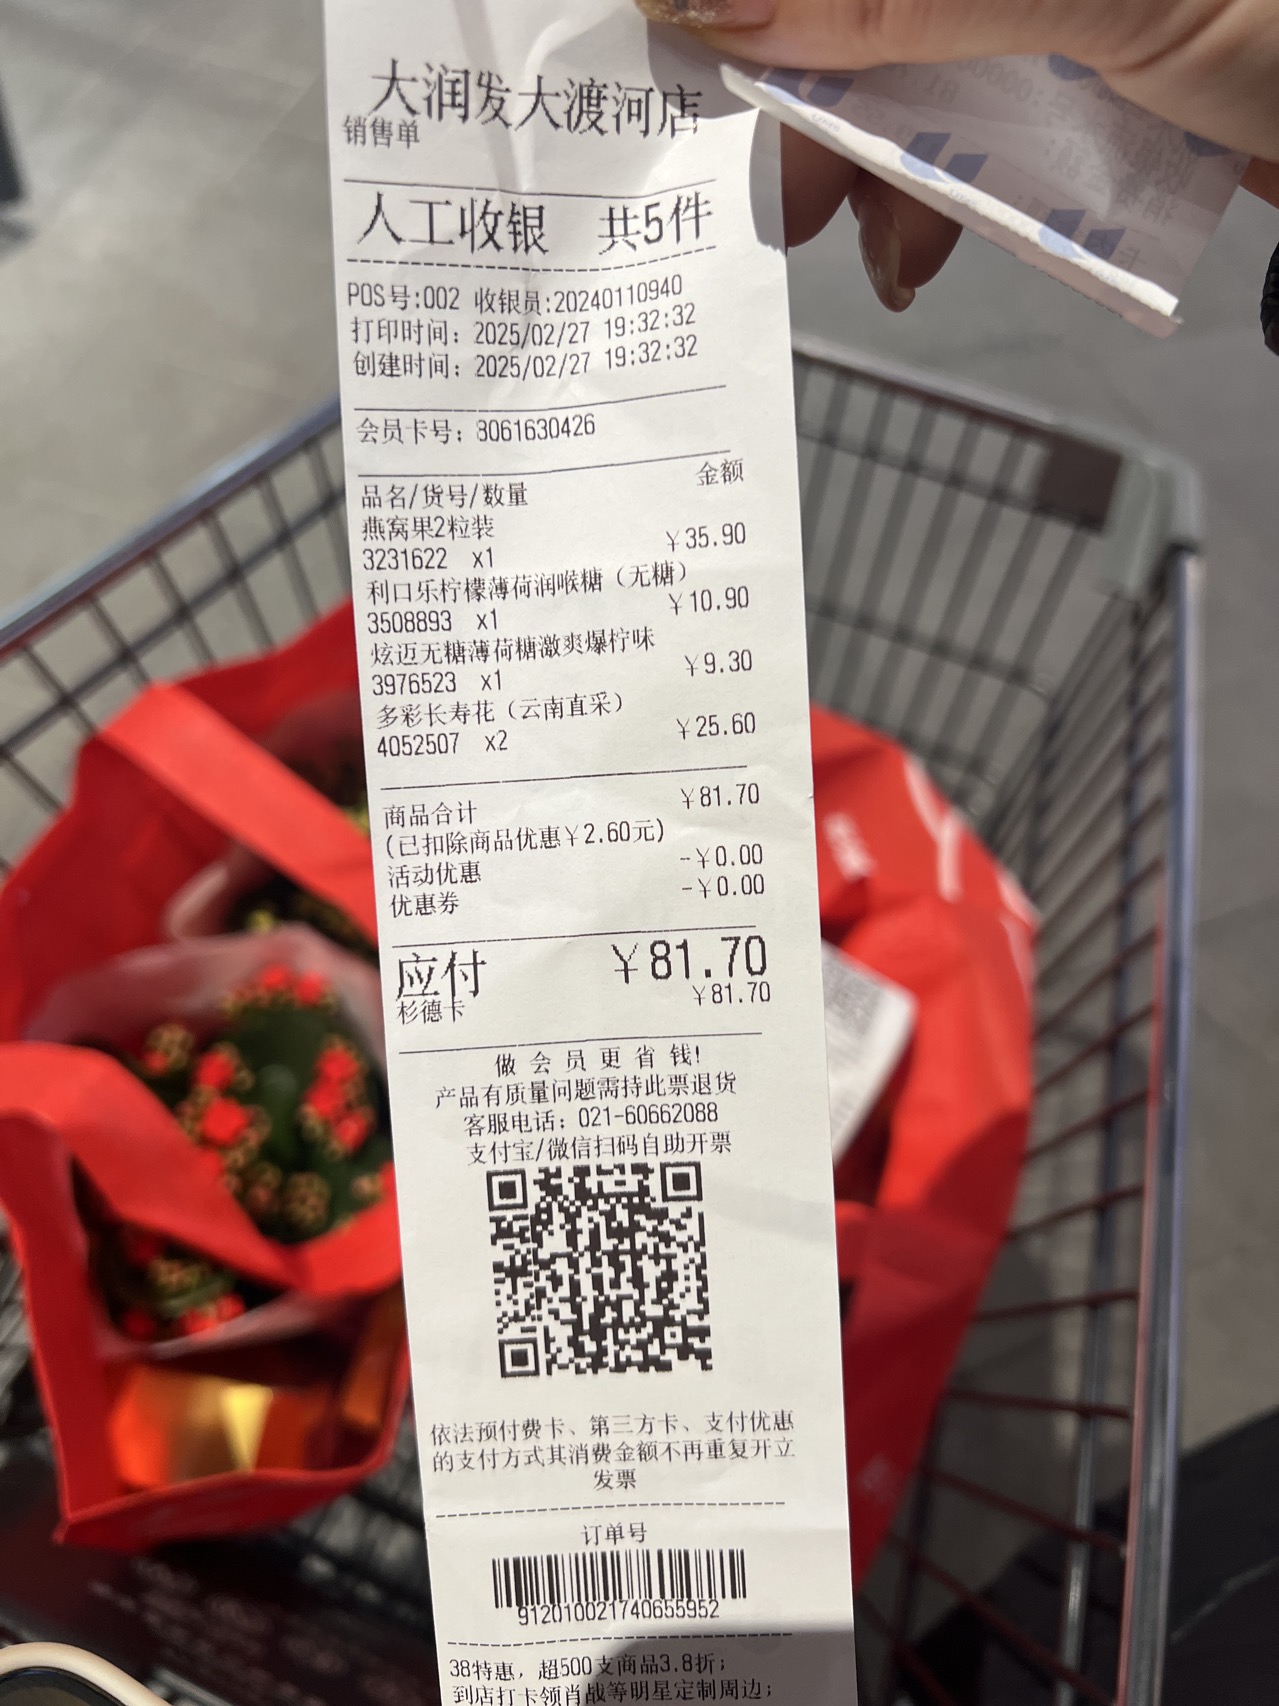 大润发大渡河店
销售单
人工收银 共5件
POS号:002 收银员:20240110940
打印时间: 2025/02/27 19:32:32
创建时间: 2025/02/27 19:32:32
会员卡号: 8061630426
品名/货号/数量 金额
燕窝果2粒装
3231622 x1 ¥35.90
利口乐柠檬薄荷润喉糖（无糖）
3508893 x1 ¥10.90
炫迈无糖薄荷糖激爽爆柠味
3976523 x1 ¥9.30
多彩长寿花（云南直采）
4052507 x2 ¥25.60
商品合计 ¥81.70
(已扣除商品优惠¥2.60元)
活动优惠 -¥0.00
优惠券 -¥0.00
应付 ¥81.70
杉德卡 ¥81.70
做会员更省钱!
产品有质量问题需持此票退货
客服电话: 021-60662088
支付宝/微信扫码自助开票
依法预付费卡、第三方卡、支付优惠
的支付方式其消费金额不再重复开立
发票
订单号
912010021740655952
38特惠，超500支商品3.8折；
到店打卡领肖战等明星定制周边；